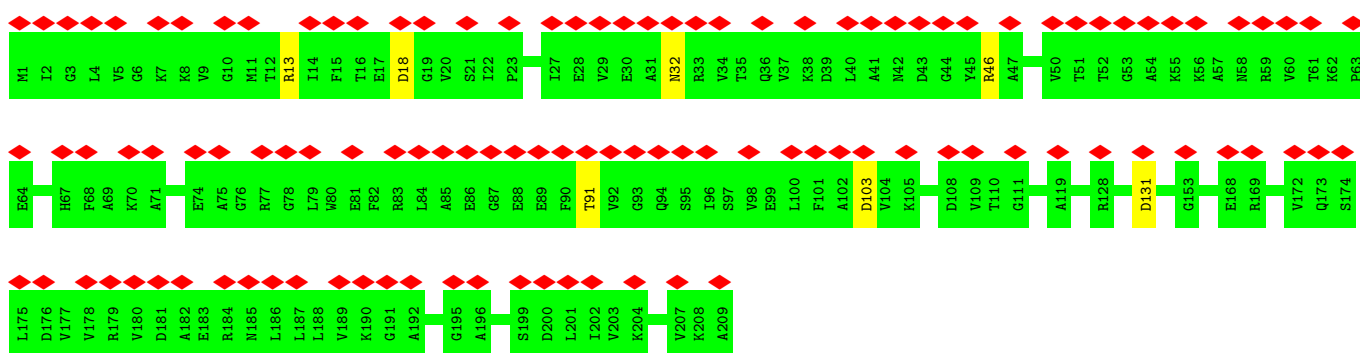 M1 I2 G3 L4 V5 G6 K7 K8 V9 G10 M11 T12 R13 I14 F15 T16 E17 D18 G19 V20 S21 I22 P23 I27 E28 V29 E30 A31 N32 R33 V34 T35 Q36 V37 K38 D39 L40 A41 N42 D43 G44 Y45 R46 A47 V50 T51 T52 G53 A54 K55 K56 A57 N58 R59 V60 T61 K62 P63
E64 H67 F68 A69 K70 A71 E74 A75 G76 R77 G78 L79 W80 E81 F82 R83 L84 A85 E86 G87 E88 E89 F90 T91 V92 G93 Q94 S95 I96 S97 V98 E99 L100 F101 A102 D103 V104 K105 D108 V109 T110 G111 A119 R128 D131 G153 E168 R169 V172 Q173 S174
L175 D176 V177 V178 R179 V180 D181 A182 E183 R184 N185 L186 L187 L188 V189 K190 G191 A192 G195 A196 S199 D200 L201 I202 V203 K204 V207 K208 A209